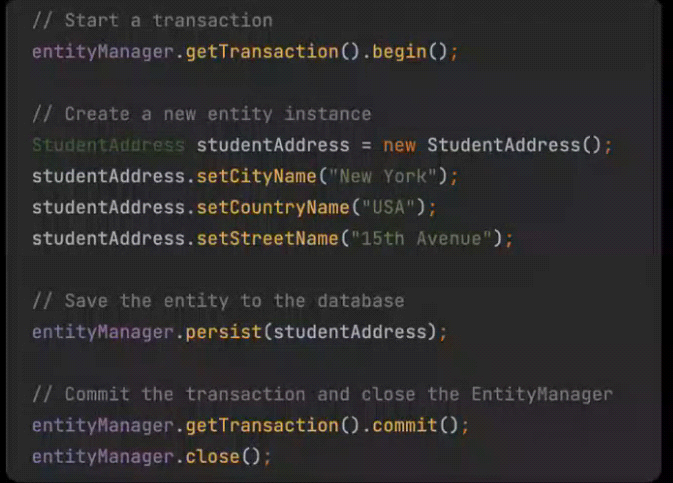 // Start a transaction
entityManager.getTransaction().begin();
// Create a new entity instance
StudentAddress studentAddress = new StudentAddress();
studentAddress.setCityName("New York");
studentAddress.setCountryName("USA");
studentAddress.setStreetName("15th Avenue");
// Save the entity to the database
entityManager.persist(studentAddress);
// Commit the transaction and close the EntityManager
entityManager.getTransaction().commit();
entityManager.close();